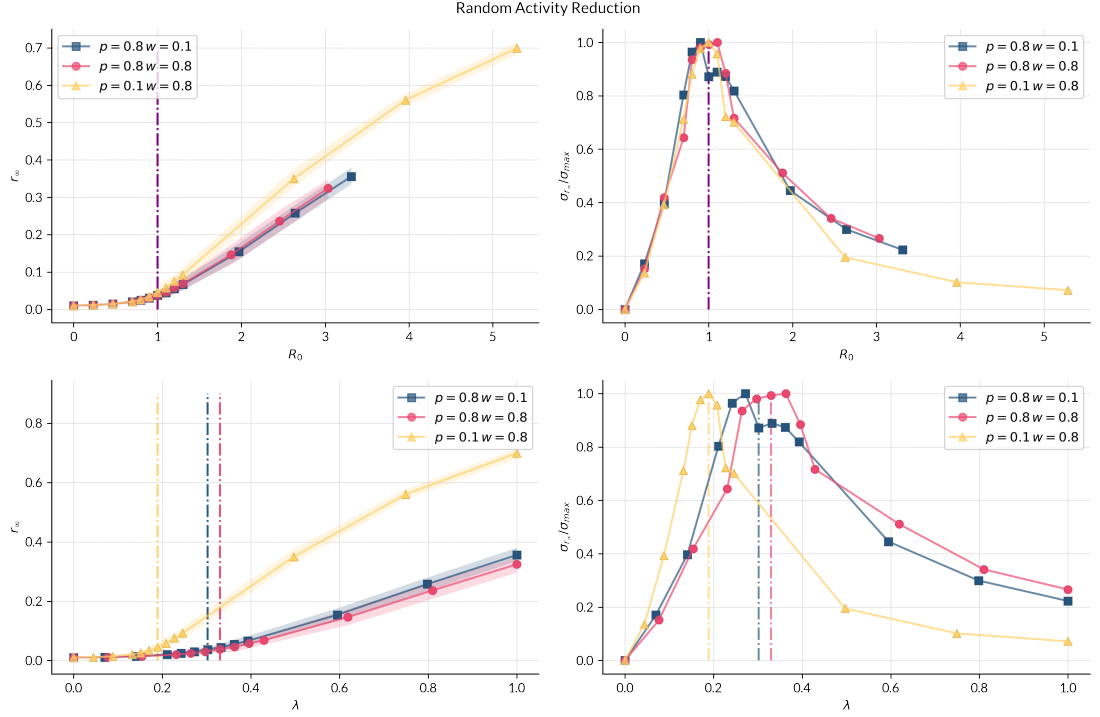 Random Activity Reduction
p = 0.8 w = 0.1
p = 0.8 w = 0.8
p = 0.1 w = 0.8
0.7
0.6
0.5
0.4
0.3
0.2
0.1
0.0
r∞
0 1 2 3 4 5
R₀
p = 0.8 w = 0.1
p = 0.8 w = 0.8
p = 0.1 w = 0.8
1.0
0.8
0.6
0.4
0.2
0.0
σr∞/σmax
0 1 2 3 4 5
R₀
p = 0.8 w = 0.1
p = 0.8 w = 0.8
p = 0.1 w = 0.8
0.8
0.6
0.4
0.2
0.0
r∞
0.0 0.2 0.4 0.6 0.8 1.0
λ
p = 0.8 w = 0.1
p = 0.8 w = 0.8
p = 0.1 w = 0.8
1.0
0.8
0.6
0.4
0.2
0.0
σr∞/σmax
0.0 0.2 0.4 0.6 0.8 1.0
λ